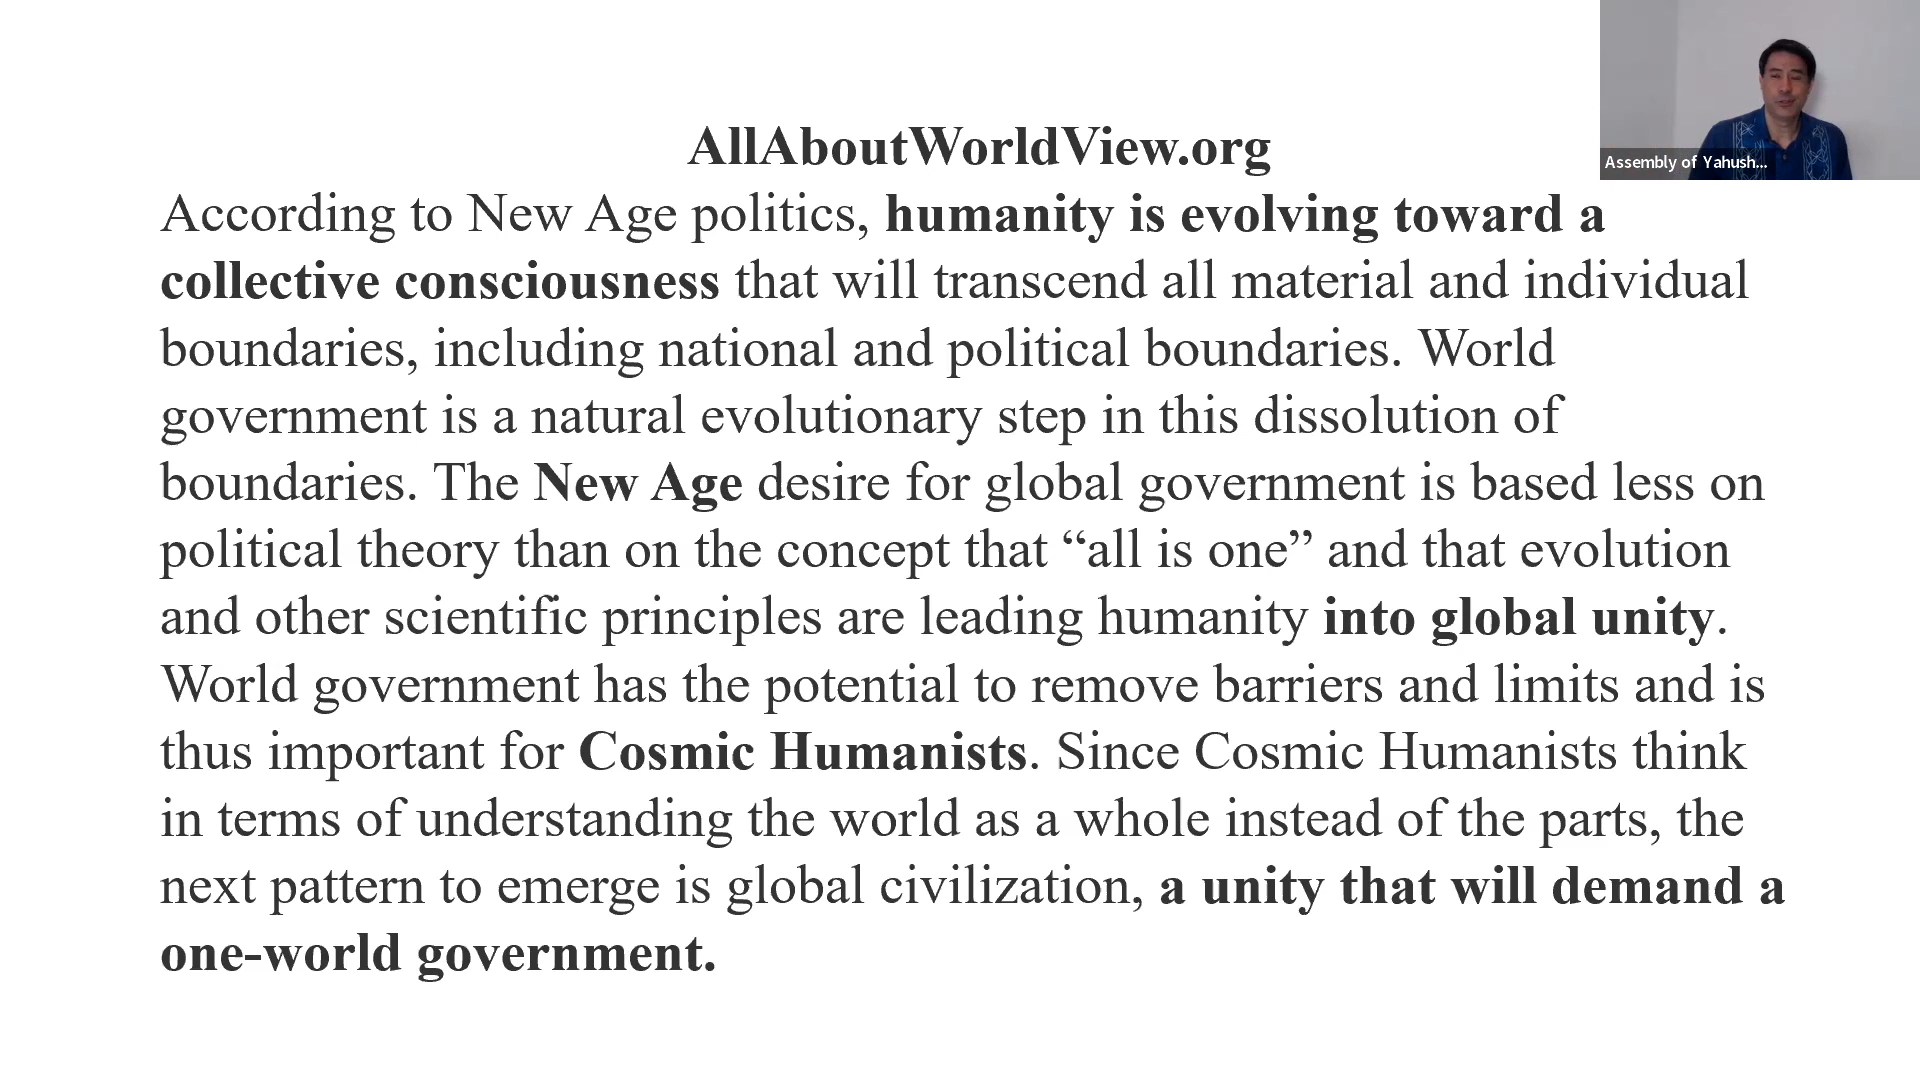 AllAboutWorldView.org
According to New Age politics, humanity is evolving toward a
collective consciousness that will transcend all material and individual
boundaries, including national and political boundaries. World
government is a natural evolutionary step in this dissolution of
boundaries. The New Age desire for global government is based less on
political theory than on the concept that “all is one” and that evolution
and other scientific principles are leading humanity into global unity.
World government has the potential to remove barriers and limits and is
thus important for Cosmic Humanists. Since Cosmic Humanists think
in terms of understanding the world as a whole instead of the parts, the
next pattern to emerge is global civilization, a unity that will demand a
one-world government.
Assembly of Yahush...